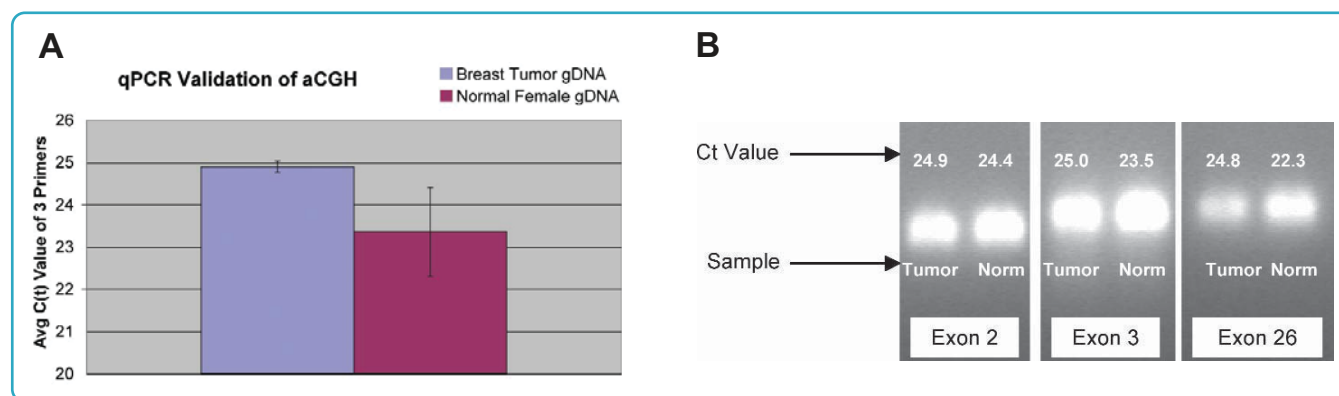 A
qPCR Validation of aCGH
Breast Tumor gDNA
Normal Female gDNA
Avg C(t) Value of 3 Primers
26
25
24
23
22
21
20
B
Ct Value
24.9 24.4
25.0 23.5
24.8 22.3
Sample
Tumor Norm
Tumor Norm
Tumor Norm
Exon 2
Exon 3
Exon 26